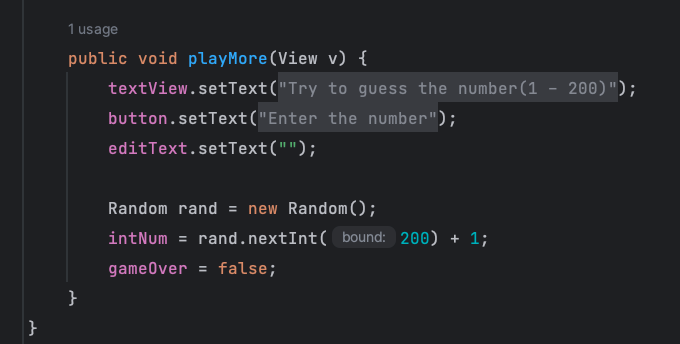 1 usage
public void playMore(View v) {
textView.setText("Try to guess the number(1 – 200)");
button.setText("Enter the number");
editText.setText("");
Random rand = new Random();
intNum = rand.nextInt( bound: 200) + 1;
gameOver = false;
}
}